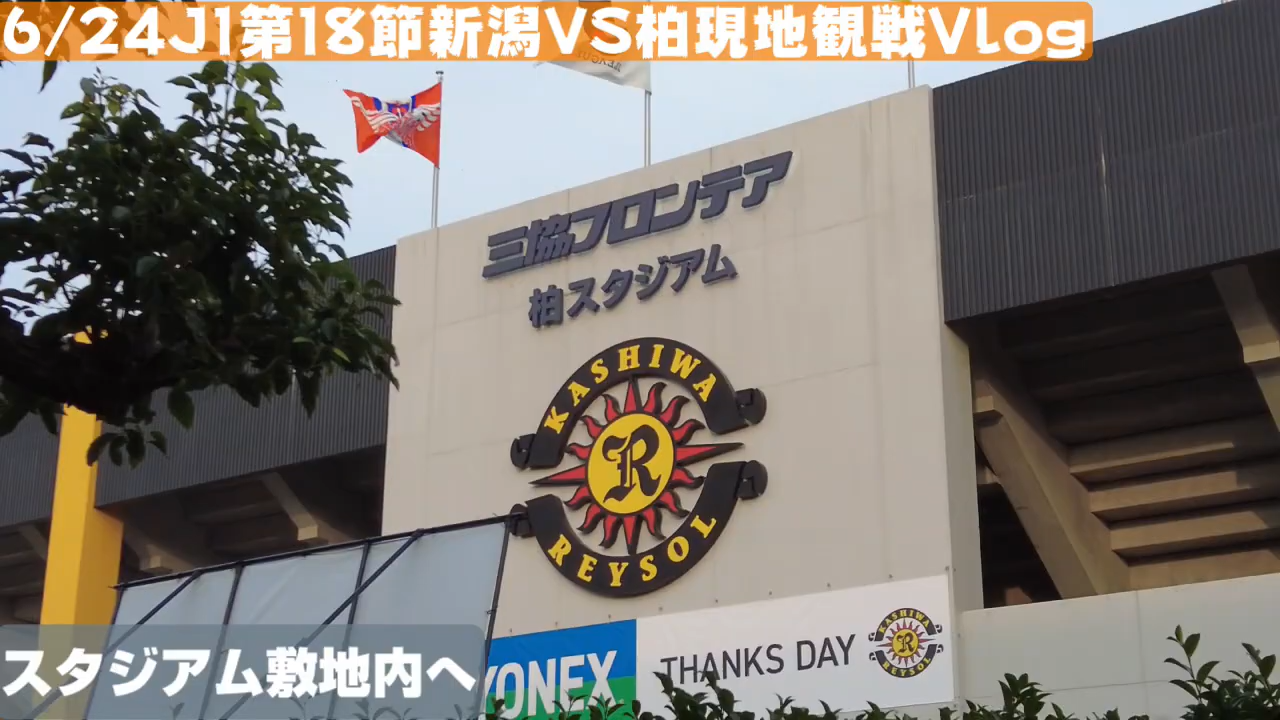 6/24J1第18節新潟VS柏現地観戦Vlog
三協フロンテア
柏スタジアム
KASHIWA
R
REYSOL
YONEX
THANKS DAY
KASHIWA
R
REYSOL
スタジアム敷地内へ